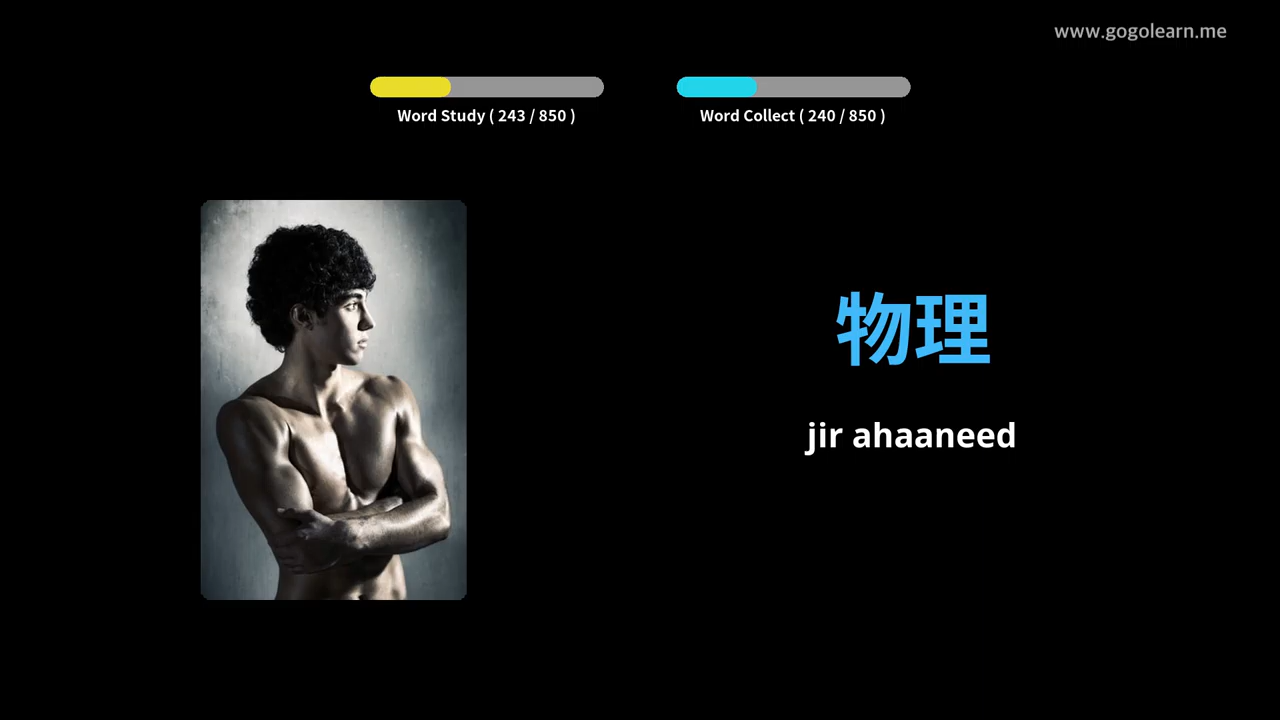 www.gogolearn.me
Word Study ( 243 / 850 )
Word Collect ( 240 / 850 )
物理
jir ahaaneed